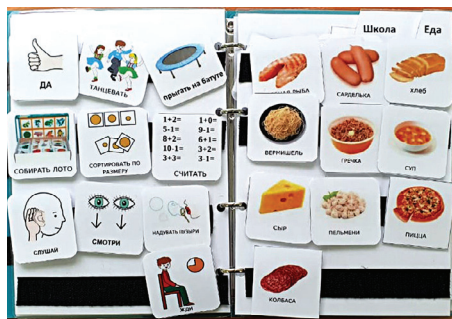 Школа
Еда
ДА
ТАНЦЕВАТЬ
прыгать на батуте
РЫБА
САРДЕЛЬКА
ХЛЕБ
СОБИРАТЬ ЛОТО
СОРТИРОВАТЬ ПО
РАЗМЕРУ
1+2= 1+0=
5-1= 9-1=
8+2= 6+1=
10-1= 3+2=
3+3= 3-1=
СЧИТАТЬ
ВЕРМИШЕЛЬ
ГРЕЧКА
СУП
СЛУШАЙ
СМОТРИ
НАДУВАТЬ ПУЗЫРИ
СЫР
ПЕЛЬМЕНИ
ПИЦЦА
ЖДИ
КОЛБАСА